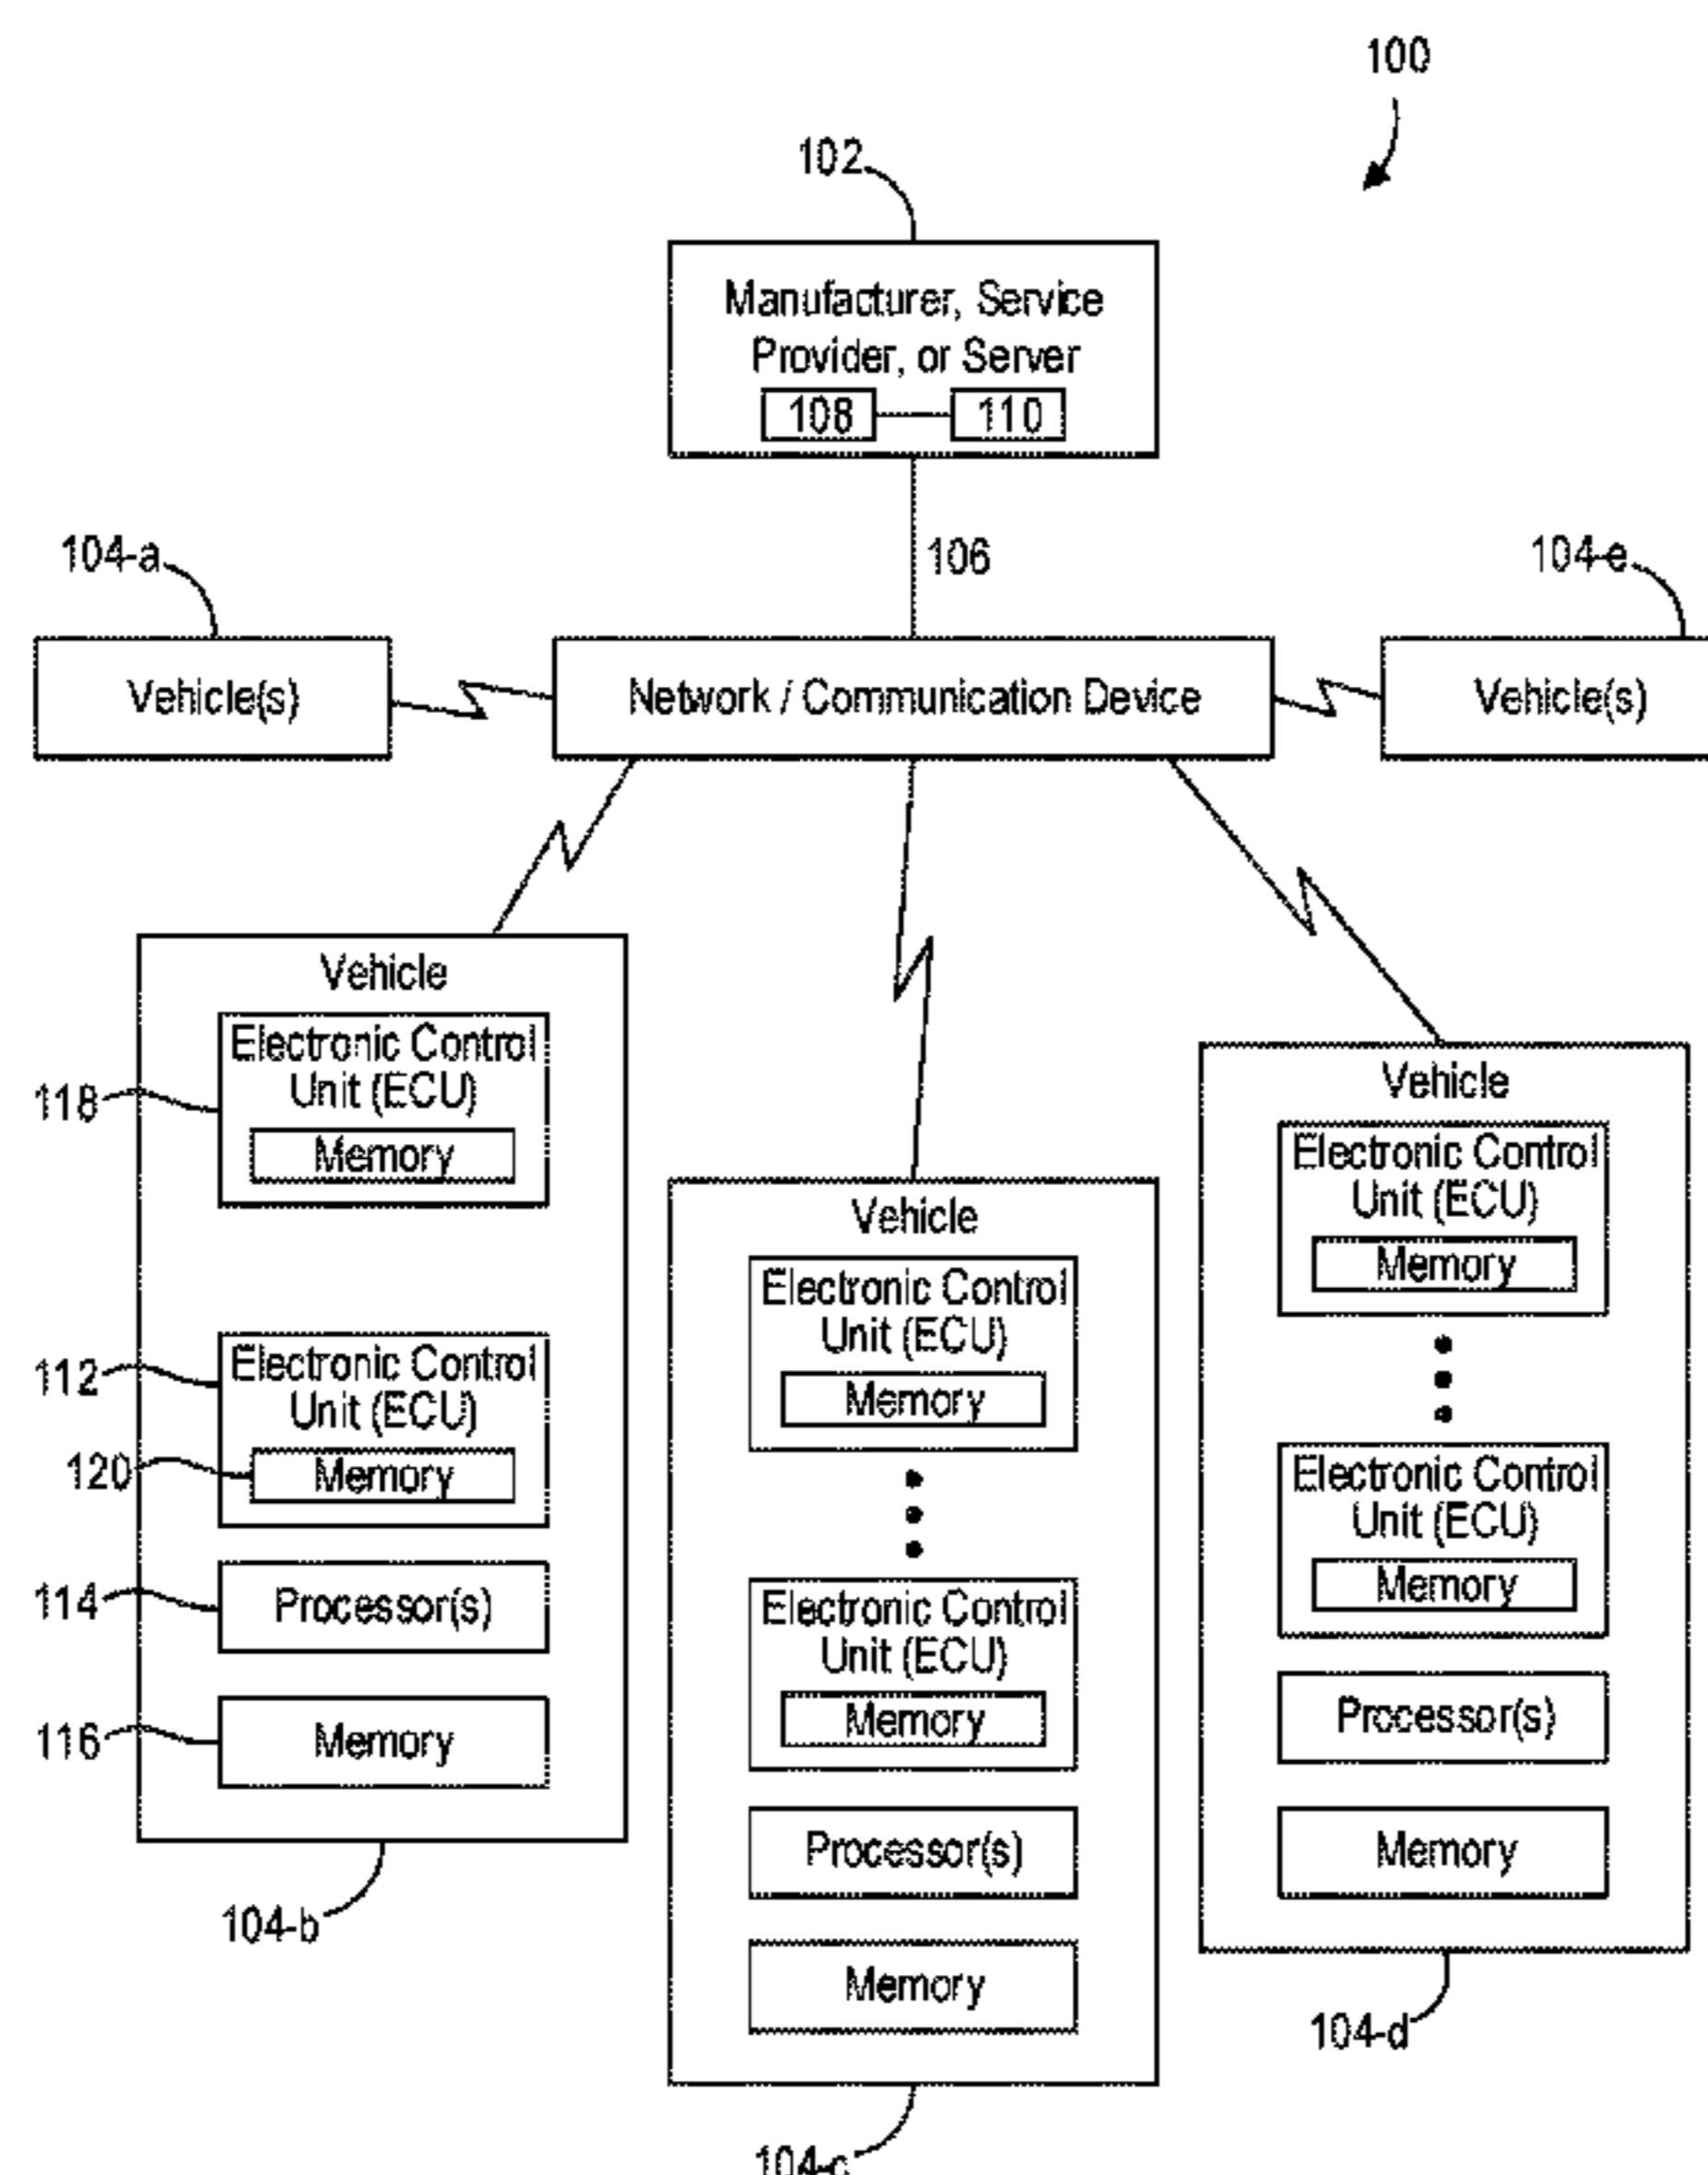 100
102
Manufacturer, Service
Provider, or Server
108
110
106
104-a
104-e
Vehicle(s)
Network / Communication Device
Vehicle(s)
Vehicle
Electronic Control
Unit (ECU)
Memory
118
Electronic Control
Unit (ECU)
Memory
112
120
Processor(s)
114
Memory
116
104-b
Vehicle
Electronic Control
Unit (ECU)
Memory
Electronic Control
Unit (ECU)
Memory
Processor(s)
Memory
104-c
Vehicle
Electronic Control
Unit (ECU)
Memory
Electronic Control
Unit (ECU)
Memory
Processor(s)
Memory
104-d